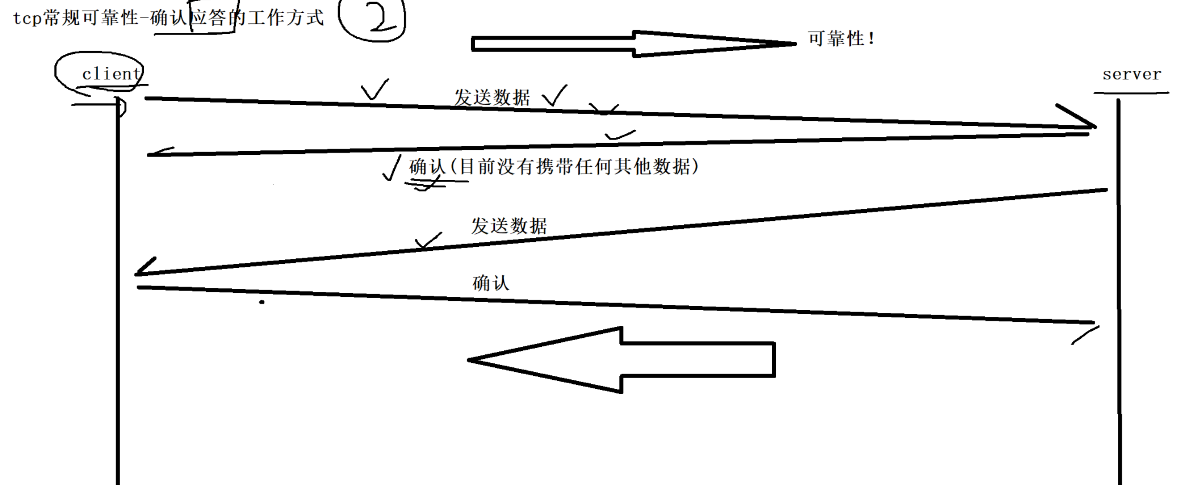 tcp常规可靠性-确认应答的工作方式 2
可靠性！
client
server
发送数据
确认(目前没有携带任何其他数据)
发送数据
确认